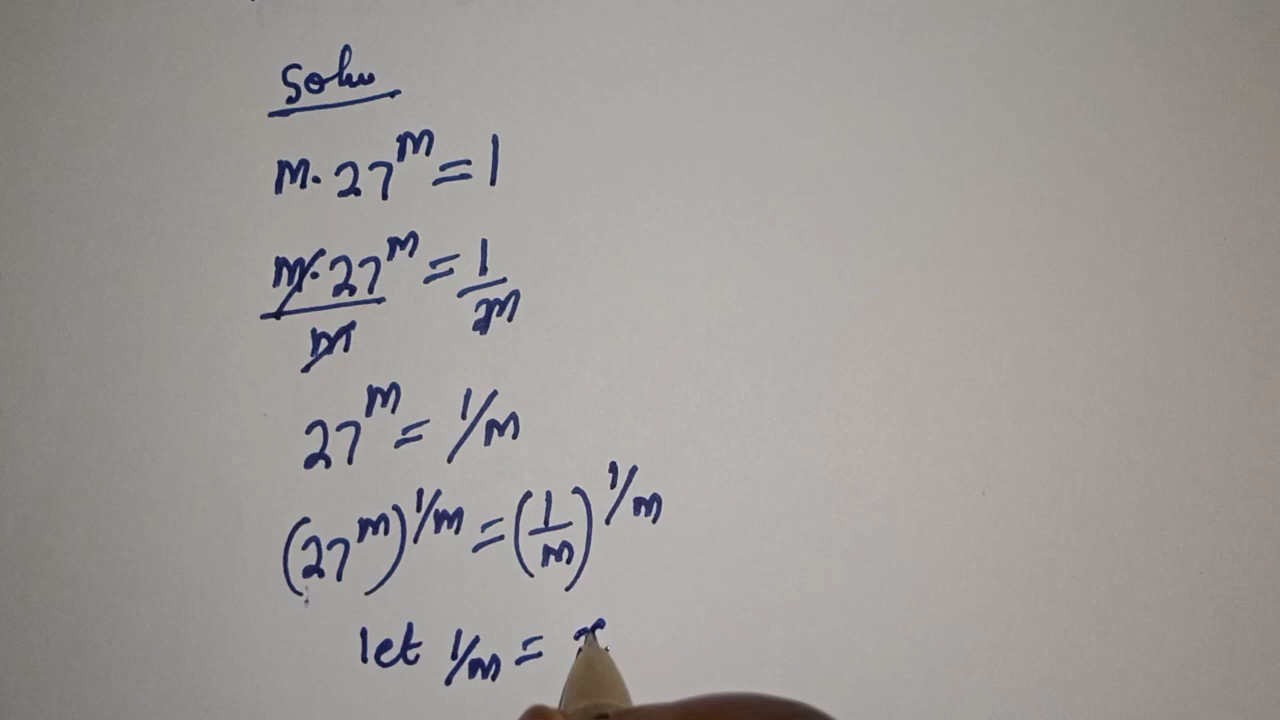 Soln
m·27^m = 1
m·27^m/m = 1/m
27^m = 1/m
(27^m)^1/m = (1/m)^1/m
let 1/m =